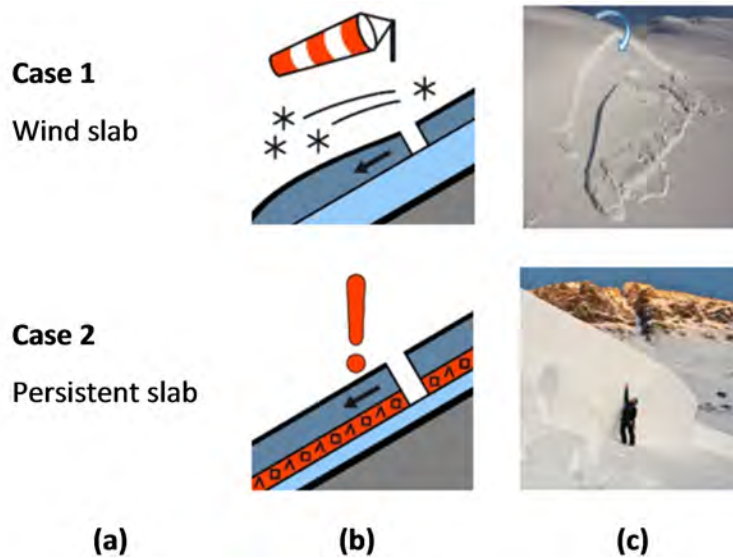 Case 1
Wind slab
Case 2
Persistent slab
(a)
(b)
(c)